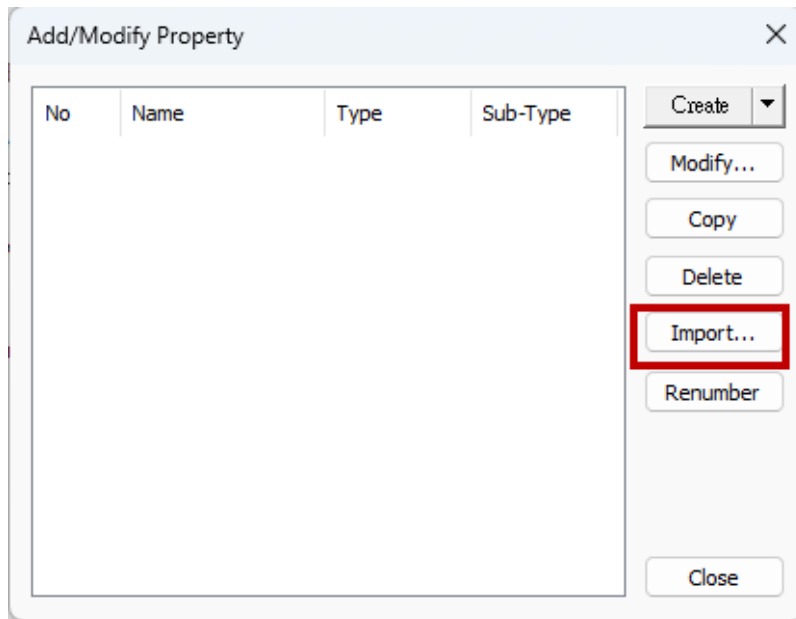 Add/Modify Property
No Name Type Sub-Type
Create
Modify...
Copy
Delete
Import...
Renumber
Close